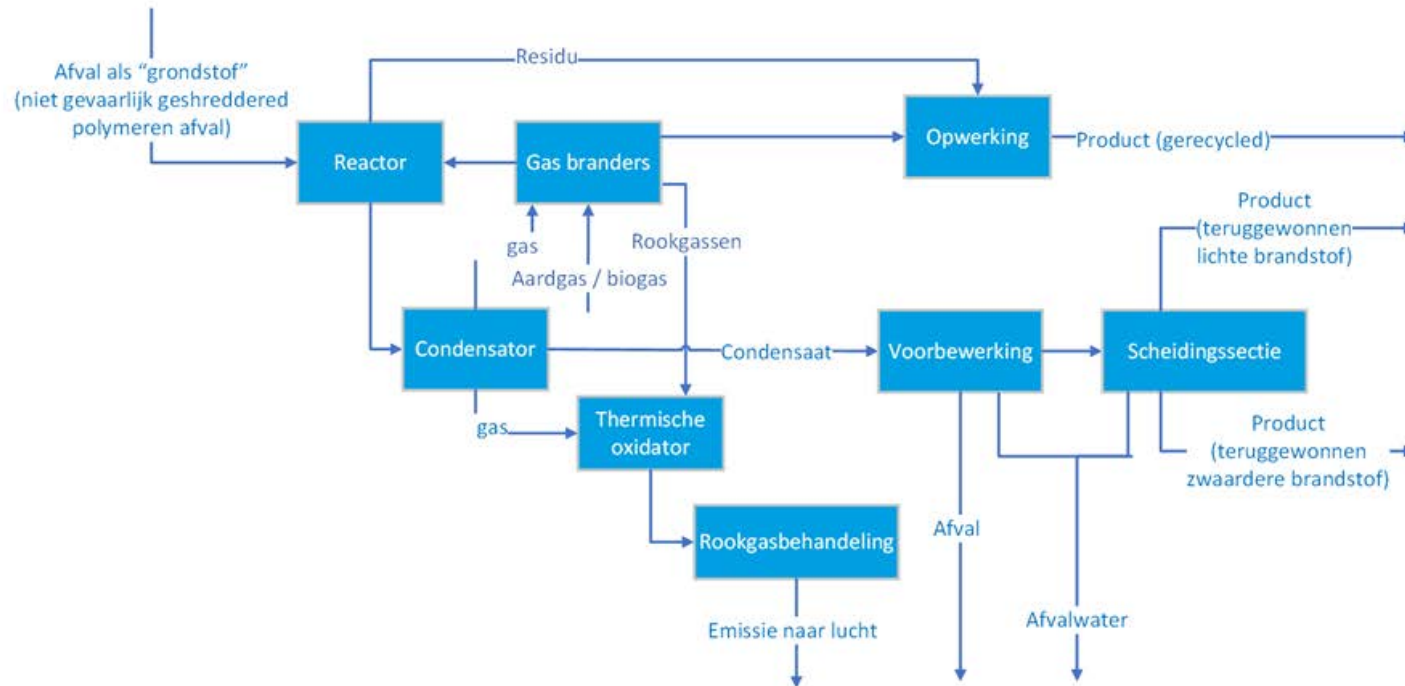 Residu
Afval als “grondstof”
(niet gevaarlijk geshreddered
polymeren afval)
Reactor
Gas branders
Opwerking
Product (gerecycled)
gas
Rookgassen
Aardgas / biogas
Product
(teruggewonnen
lichte brandstof)
Condensator
Condensaat
Voorbewerking
Scheidingssectie
gas
Thermische
oxidator
Product
(teruggewonnen
zwaardere brandstof)
Rookgasbehandeling
Afval
Emissie naar lucht
Afvalwater